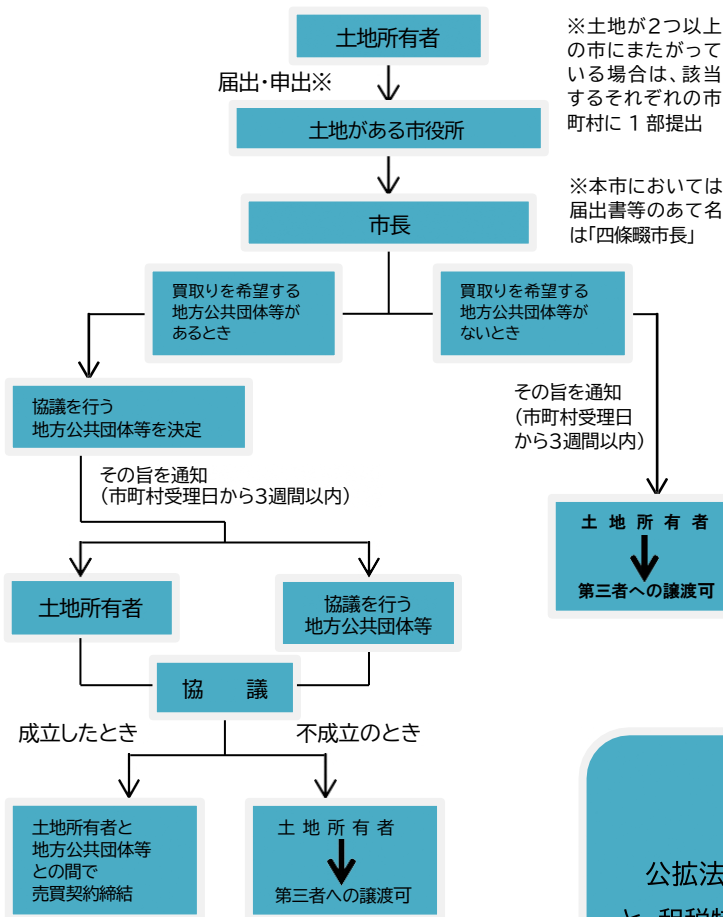 土地所有者
届出・申出※
土地がある市役所
市長
※土地が2つ以上
の市にまたがって
いる場合は、該当
するそれぞれの市
町村に 1 部提出
※本市においては
届出書等のあて名
は「四條畷市長」
買取りを希望する
地方公共団体等が
あるとき
買取りを希望する
地方公共団体等が
ないとき
協議を行う
地方公共団体等を決定
その旨を通知
(市町村受理日から3週間以内)
その旨を通知
(市町村受理日
から3週間以内)
土 地 所 有 者
第三者への譲渡可
土地所有者
協議を行う
地方公共団体等
協　議
成立したとき
不成立のとき
土地所有者と
地方公共団体等
との間で
売買契約締結
土 地 所 有 者
第三者への譲渡可
公拡法
と、租税